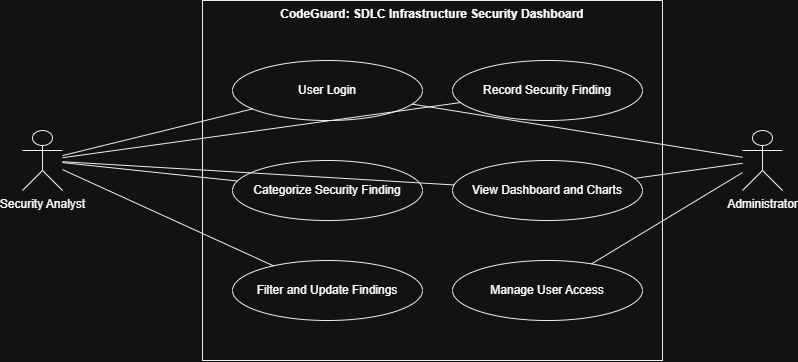 CodeGuard: SDLC Infrastructure Security Dashboard
User Login
Record Security Finding
Security Analyst
Categorize Security Finding
View Dashboard and Charts
Administrator
Filter and Update Findings
Manage User Access